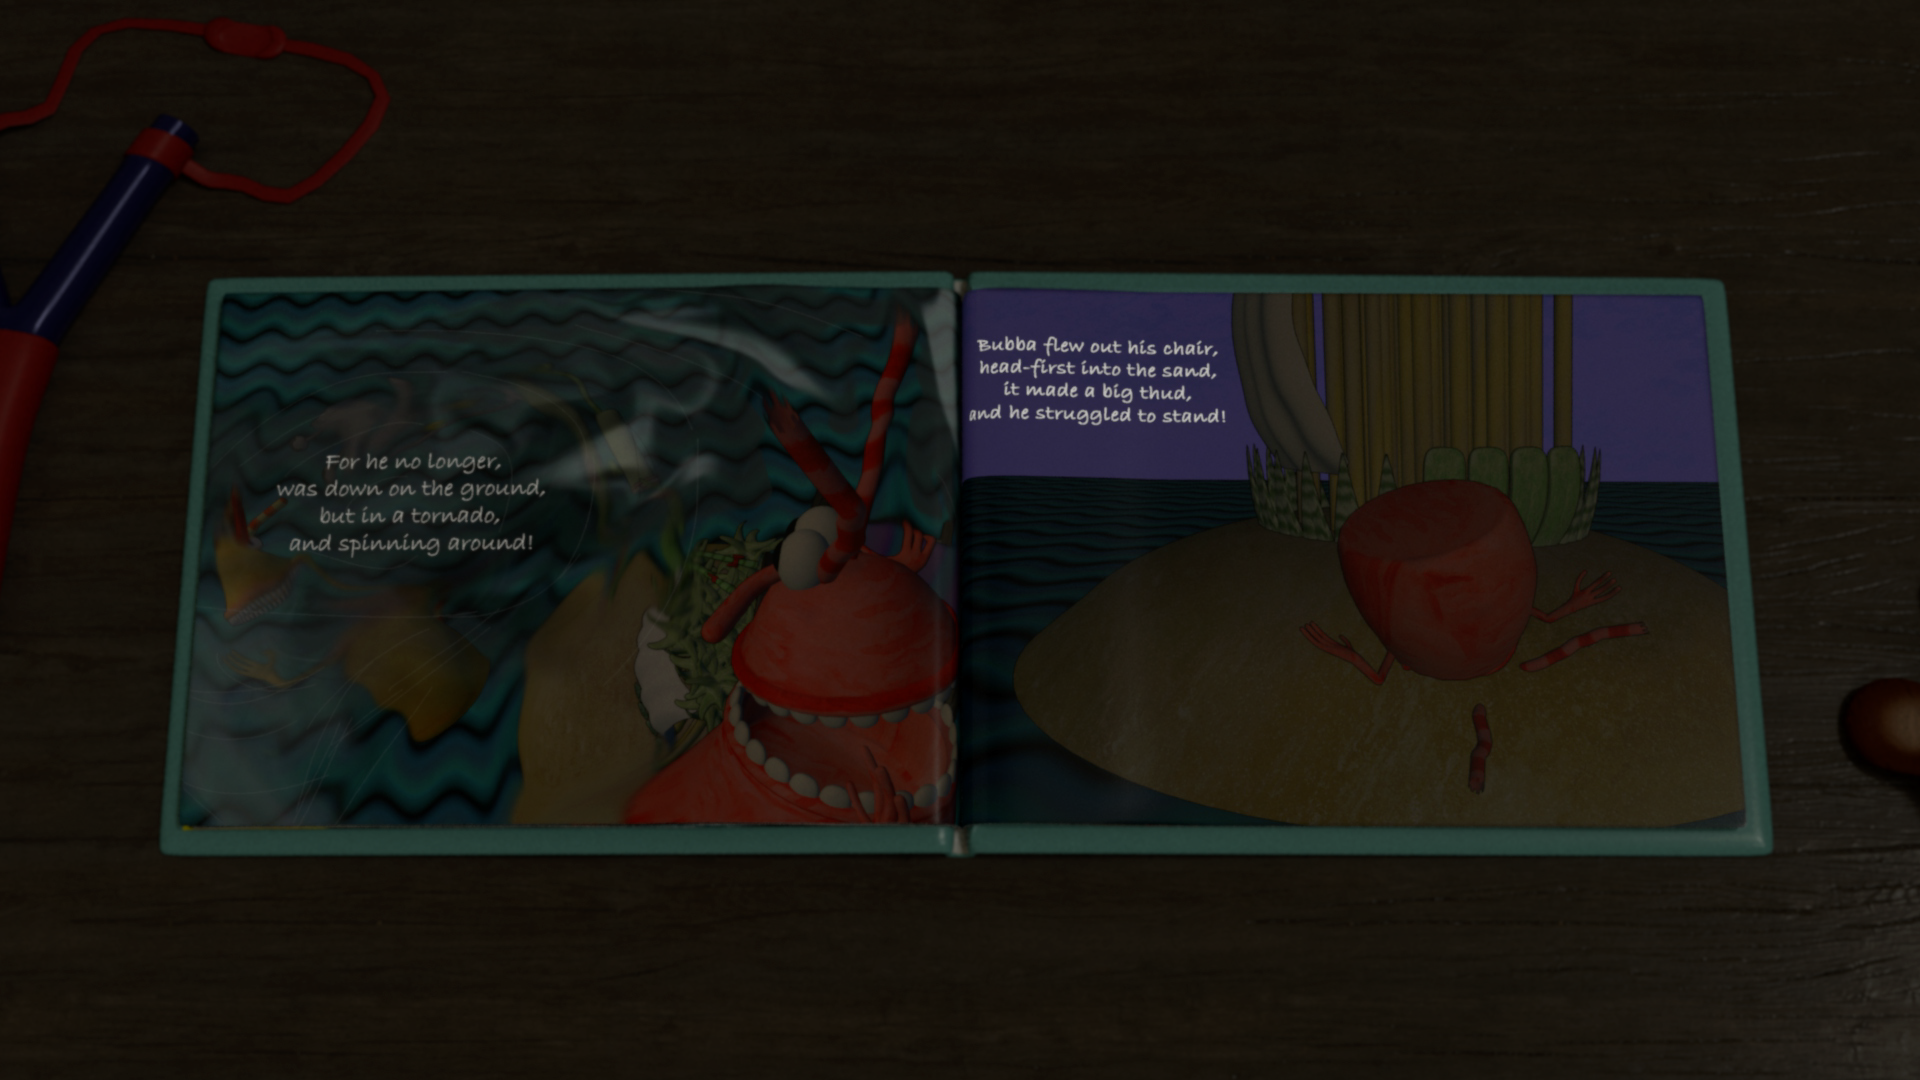 For he no longer,
was down on the ground,
but in a tornado,
and spinning around!
Bubba flew out his chair,
head-first into the sand,
it made a big thud,
and he struggled to stand!